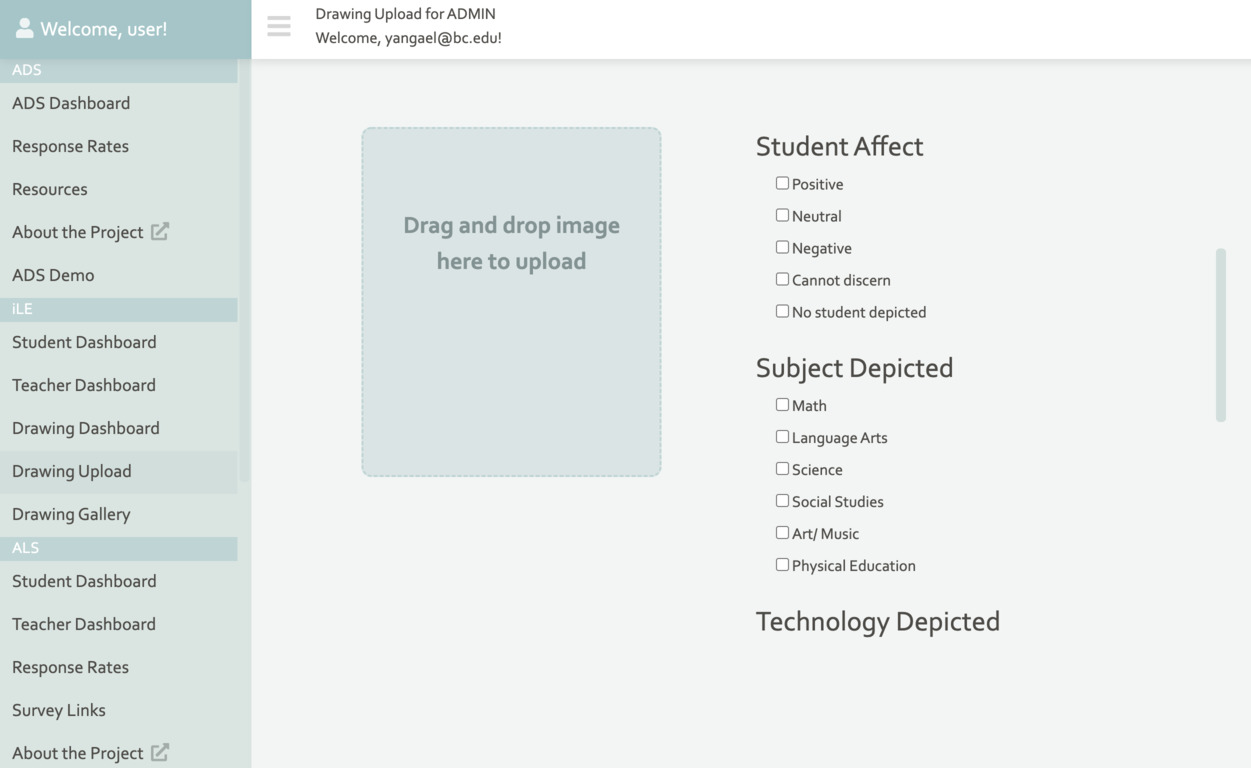 Welcome, user!
Drawing Upload for ADMIN
Welcome, yangael@bc.edu!
ADS
ADS Dashboard
Response Rates
Resources
About the Project
ADS Demo
iLE
Student Dashboard
Teacher Dashboard
Drawing Dashboard
Drawing Upload
Drawing Gallery
ALS
Student Dashboard
Teacher Dashboard
Response Rates
Survey Links
About the Project
Drag and drop image
here to upload
Student Affect
Positive
Neutral
Negative
Cannot discern
No student depicted
Subject Depicted
Math
Language Arts
Science
Social Studies
Art/ Music
Physical Education
Technology Depicted